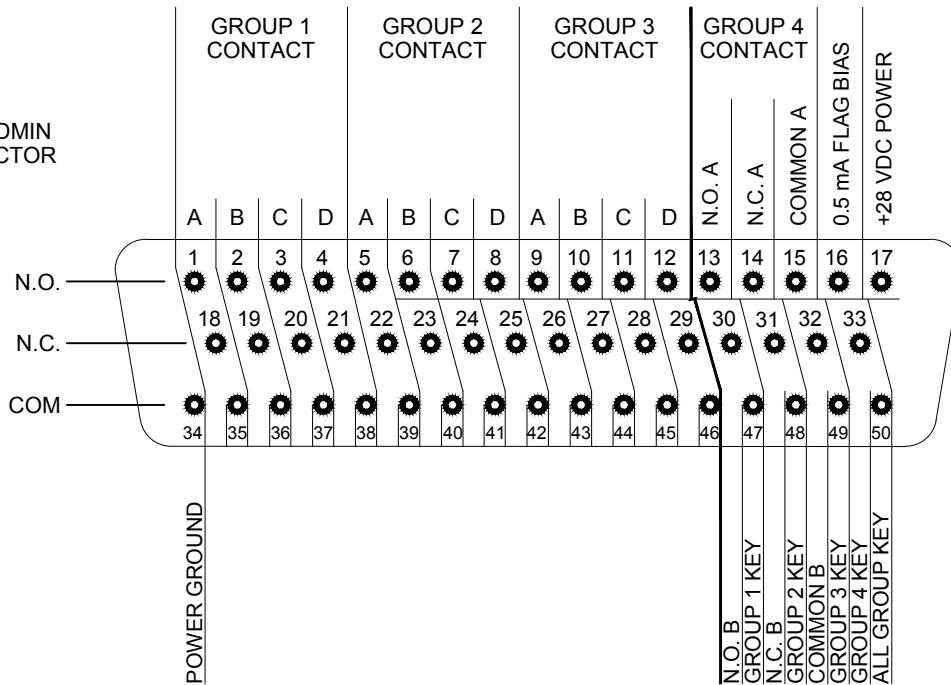 GROUP 1
CONTACT
GROUP 2
CONTACT
GROUP 3
CONTACT
GROUP 4
CONTACT
0.5 mA FLAG BIAS
+28 VDC POWER
DMIN
CTOR
N.O. A
N.C. A
COMMON A
A B C D A B C D A B C D
1 2 3 4 5 6 7 8 9 10 11 12 13 14 15 16 17
N.O.
18 19 20 21 22 23 24 25 26 27 28 29 30 31 32 33
N.C.
COM
34 35 36 37 38 39 40 41 42 43 44 45 46 47 48 49 50
POWER GROUND
N.O. B
GROUP 1 KEY
N.C. B
GROUP 2 KEY
COMMON B
GROUP 3 KEY
GROUP 4 KEY
ALL GROUP KEY